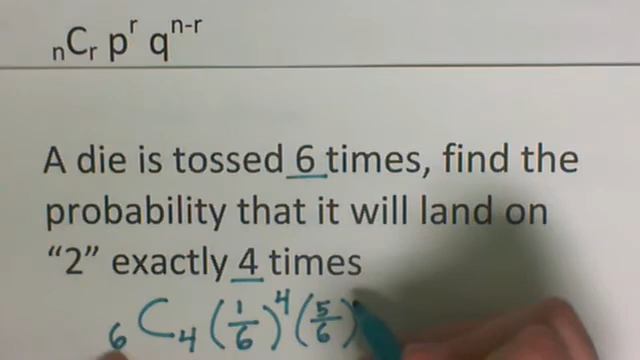 nCr p^r q^n-r
A die is tossed 6 times, find the
probability that it will land on
“2” exactly 4 times
6C4 (1/6)^4 (5/6)